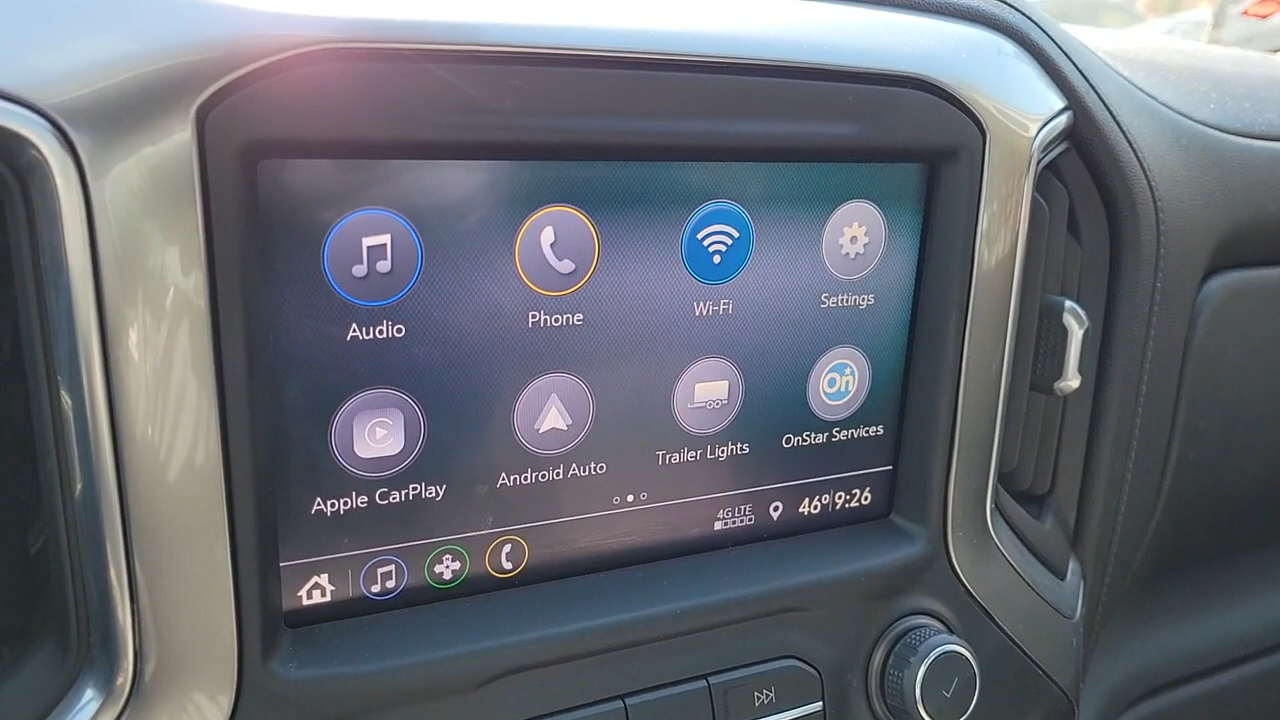 Audio
Phone
Wi-Fi
Settings
On
Apple CarPlay
Android Auto
Trailer Lights
OnStar Services
4G LTE
46°|9:26